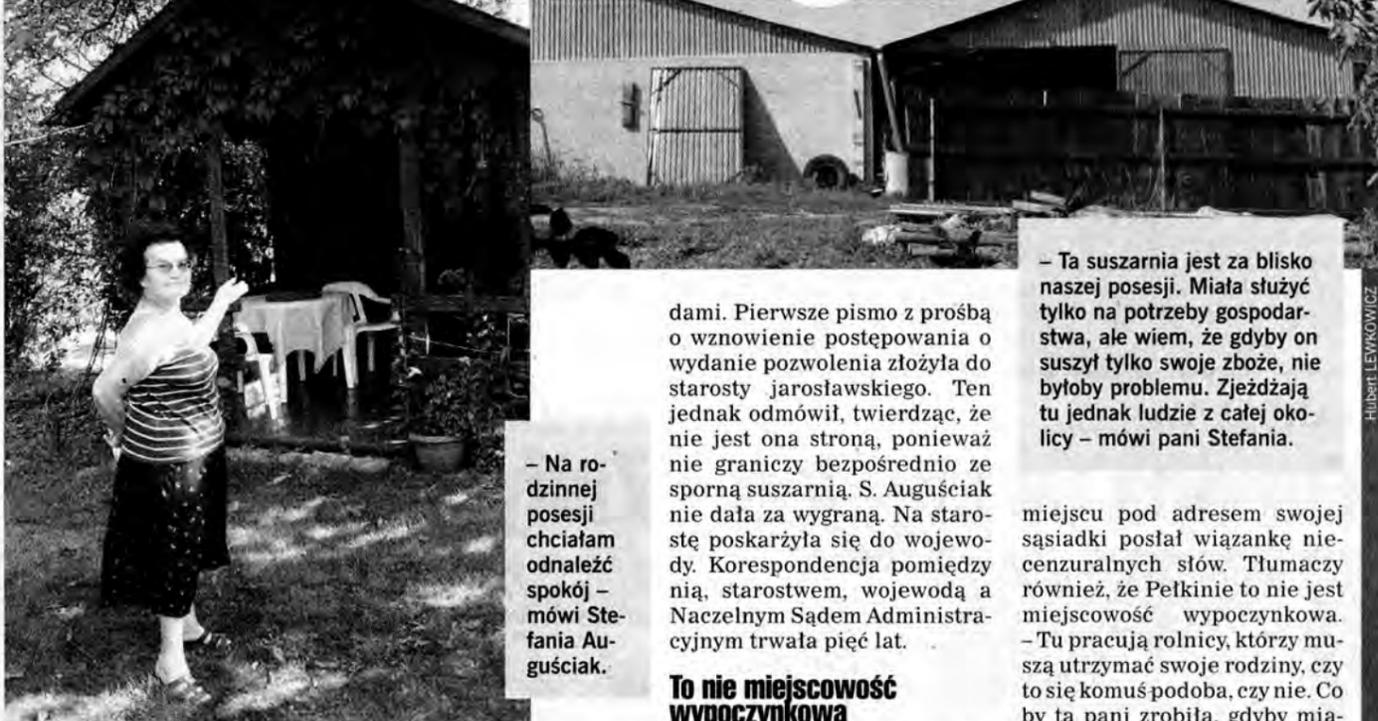 – Na ro-
dzinnej
posesji
chciałam
odnaleźć
spokój –
mówi Ste-
fania Au-
guściak.
dami. Pierwsze pismo z prośbą
o wznowienie postępowania o
wydanie pozwolenia złożyła do
starosty jarosławskiego. Ten
jednak odmówił, twierdząc, że
nie jest ona stroną, ponieważ
nie graniczy bezpośrednio ze
sporną suszarnią. S. Auguściak
nie dała za wygraną. Na staro-
stę poskarżyła się do wojewo-
dy. Korespondencja pomiędzy
nią, starostwem, wojewodą a
Naczelnym Sądem Administra-
cyjnym trwała pięć lat.
To nie miejscowość
wypoczynkowa
– Ta suszarnia jest za blisko
naszej posesji. Miała służyć
tylko na potrzeby gospodar-
stwa, ale wiem, że gdyby on
suszył tylko swoje zboże, nie
byłoby problemu. Zjeżdżają
tu jednak ludzie z całej oko-
licy – mówi pani Stefania.
Hubert LEWKOWICZ
miejscu pod adresem swojej
sąsiadki posłał wiązankę nie-
cenzuralnych słów. Tłumaczy
również, że Pełkinie to nie jest
miejscowość wypoczynkowa.
– Tu pracują rolnicy, którzy mu-
szą utrzymać swoje rodziny, czy
to się komuś podoba, czy nie. Co
by ta pani zrobiła, gdyby mia-